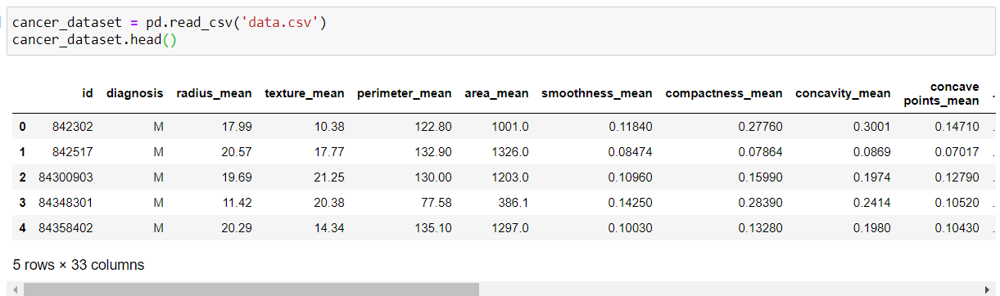 cancer_dataset = pd.read_csv('data.csv')
cancer_dataset.head()
id diagnosis radius_mean texture_mean perimeter_mean area_mean smoothness_mean compactness_mean concavity_mean concave points_mean .
0 842302 M 17.99 10.38 122.80 1001.0 0.11840 0.27760 0.3001 0.14710 .
1 842517 M 20.57 17.77 132.90 1326.0 0.08474 0.07864 0.0869 0.07017 .
2 84300903 M 19.69 21.25 130.00 1203.0 0.10960 0.15990 0.1974 0.12790 .
3 84348301 M 11.42 20.38 77.58 386.1 0.14250 0.28390 0.2414 0.10520 .
4 84358402 M 20.29 14.34 135.10 1297.0 0.10030 0.13280 0.1980 0.10430 .
5 rows × 33 columns